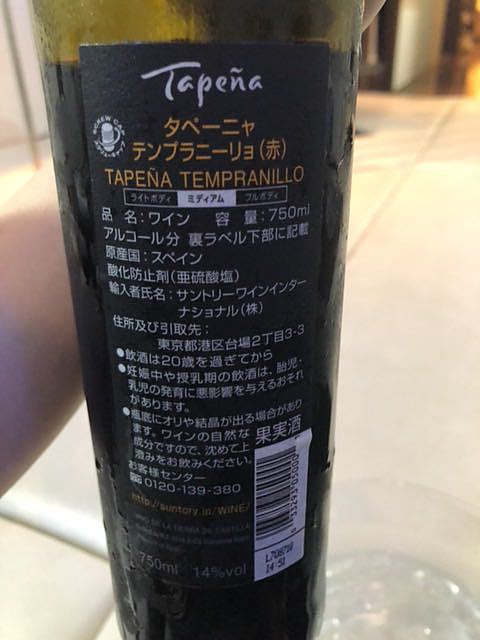 Tapeña
SCREW CAP
タペーニャ
テンプラニーリョ(赤)
TAPEÑA TEMPRANILLO
ライトボディ ミディアム フルボディ
品 名:ワイン 容 量:750ml
アルコール分 裏ラベル下部に記載
原産国:スペイン
酸化防止剤(亜硫酸塩)
輸入者氏名:サントリーワインインター
ナショナル(株)
住所及び引取先:
東京都港区台場2丁目3-3
●飲酒は20歳を過ぎてから
●妊娠中や授乳期の飲酒は、胎児・
乳児の発育に悪影響を与えるおそれ
があります。
●瓶底にオリや結晶が出る場合があり
ます。ワインの自然な
成分ですので、沈めて上
澄みをお飲みください。
果実酒
お客様センター
☎0120-139-380
http://suntory.jp/WINE/
VINO DE LA TIERRA DE CASTILLA
750ml 14%vol
14:51